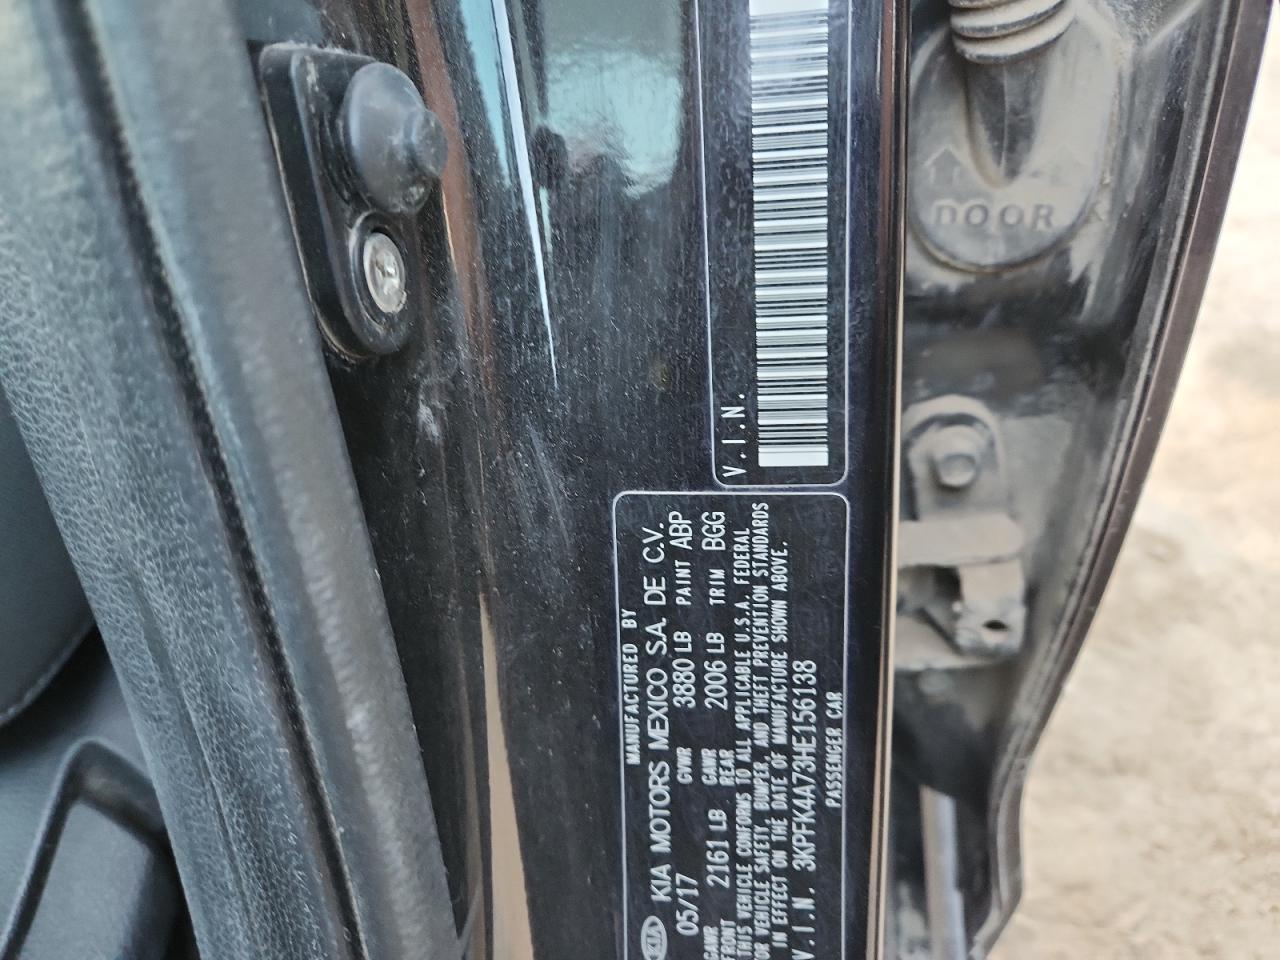 MANUFACTURED BY
KIA KIA MOTORS MEXICO S.A. DE C.V.
05/17 GVWR 3880 LB PAINT ABP
GAWR FRONT 2161 LB GAWR REAR 2006 LB TRIM BGG
THIS VEHICLE CONFORMS TO ALL APPLICABLE U.S.A. FEDERAL
MOTOR VEHICLE SAFETY, BUMPER, AND THEFT PREVENTION STANDARDS
IN EFFECT ON THE DATE OF MANUFACTURE SHOWN ABOVE.
V.I.N. 3KPFK4A73HE156138
PASSENGER CAR
V.I.N.
DOOR